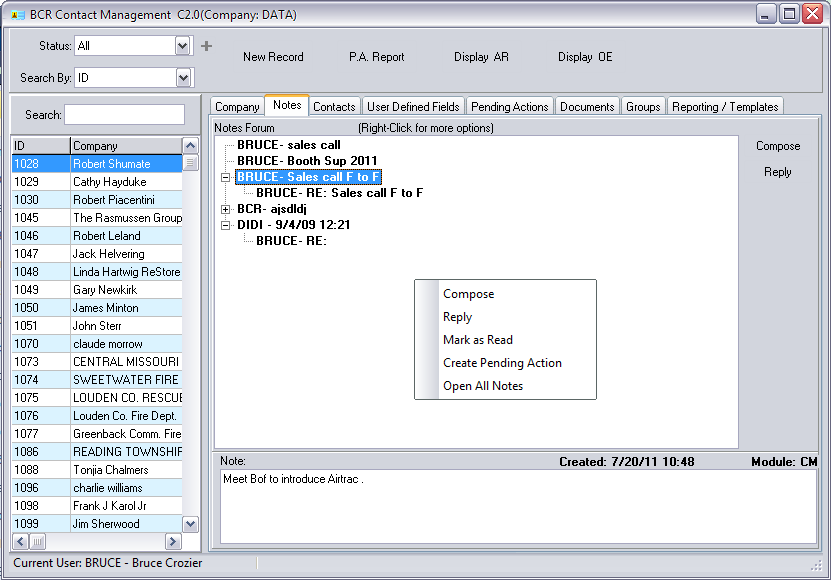 BCR Contact Management C2.0(Company: DATA)
Status: All
New Record P.A. Report Display AR Display OE
Search By: ID
Search:
Company Notes Contacts User Defined Fields Pending Actions Documents Groups Reporting / Templates
Notes Forum (Right-Click for more options)
ID Company
1028 Robert Shumate
1029 Cathy Hayduke
1030 Robert Piacentini
1045 The Rasmussen Group
1046 Robert Leland
1047 Jack Helvering
1048 Linda Hartwig ReStore
1049 Gary Newkirk
1050 James Minton
1051 John Sterr
1070 claude morrow
1073 CENTRAL MISSOURI
1074 SWEETWATER FIRE
1075 LOUDEN CO. RESCUE
1076 Louden Co. Fire Dept.
1077 Greenback Comm. Fire
1086 READING TOWNSHIP
1088 Tonjia Chalmers
1096 charlie williams
1098 Frank J Karol Jr
1099 Jim Sherwood
BRUCE- sales call
BRUCE- Booth Sup 2011
BRUCE- Sales call F to F
BRUCE- RE: Sales call F to F
BCR- ajsdldj
DIDI - 9/4/09 12:21
BRUCE- RE:
Compose
Reply
Compose
Reply
Mark as Read
Create Pending Action
Open All Notes
Note: Created: 7/20/11 10:48 Module: CM
Meet Bof to introduce Airtrac .
Current User: BRUCE - Bruce Crozier